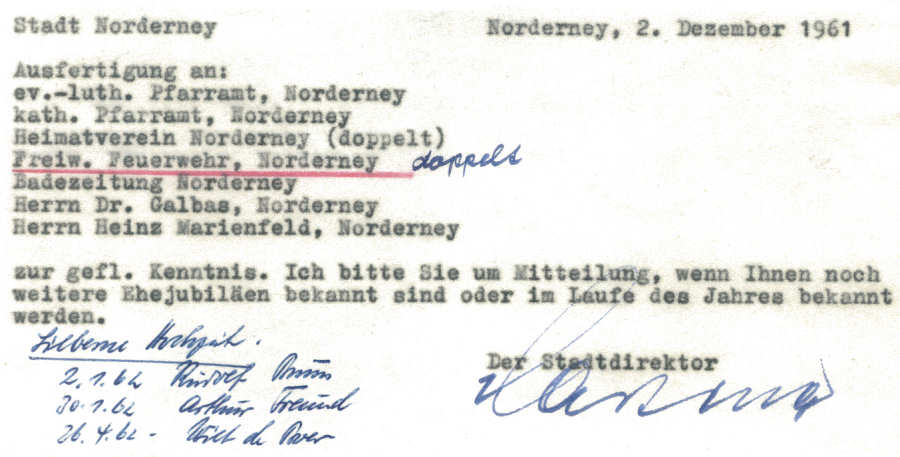 Stadt Norderney Norderney, 2. Dezember 1961
Ausfertigung an:
ev.-luth. Pfarramt, Norderney
kath. Pfarramt, Norderney
Heimatverein Norderney (doppelt)
Freiw. Feuerwehr, Norderney doppelt
Badezeitung Norderney
Herrn Dr. Galbas, Norderney
Herrn Heinz Marienfeld, Norderney
zur gefl. Kenntnis. Ich bitte Sie um Mitteilung, wenn Ihnen noch
weitere Ehejubiläen bekannt sind oder im Laufe des Jahres bekannt
werden.
Silberne Hochzeit.
2.1.62 Rudolf
30.1.62 Arthur Freund
26.4.62 - de
Der Stadtdirektor